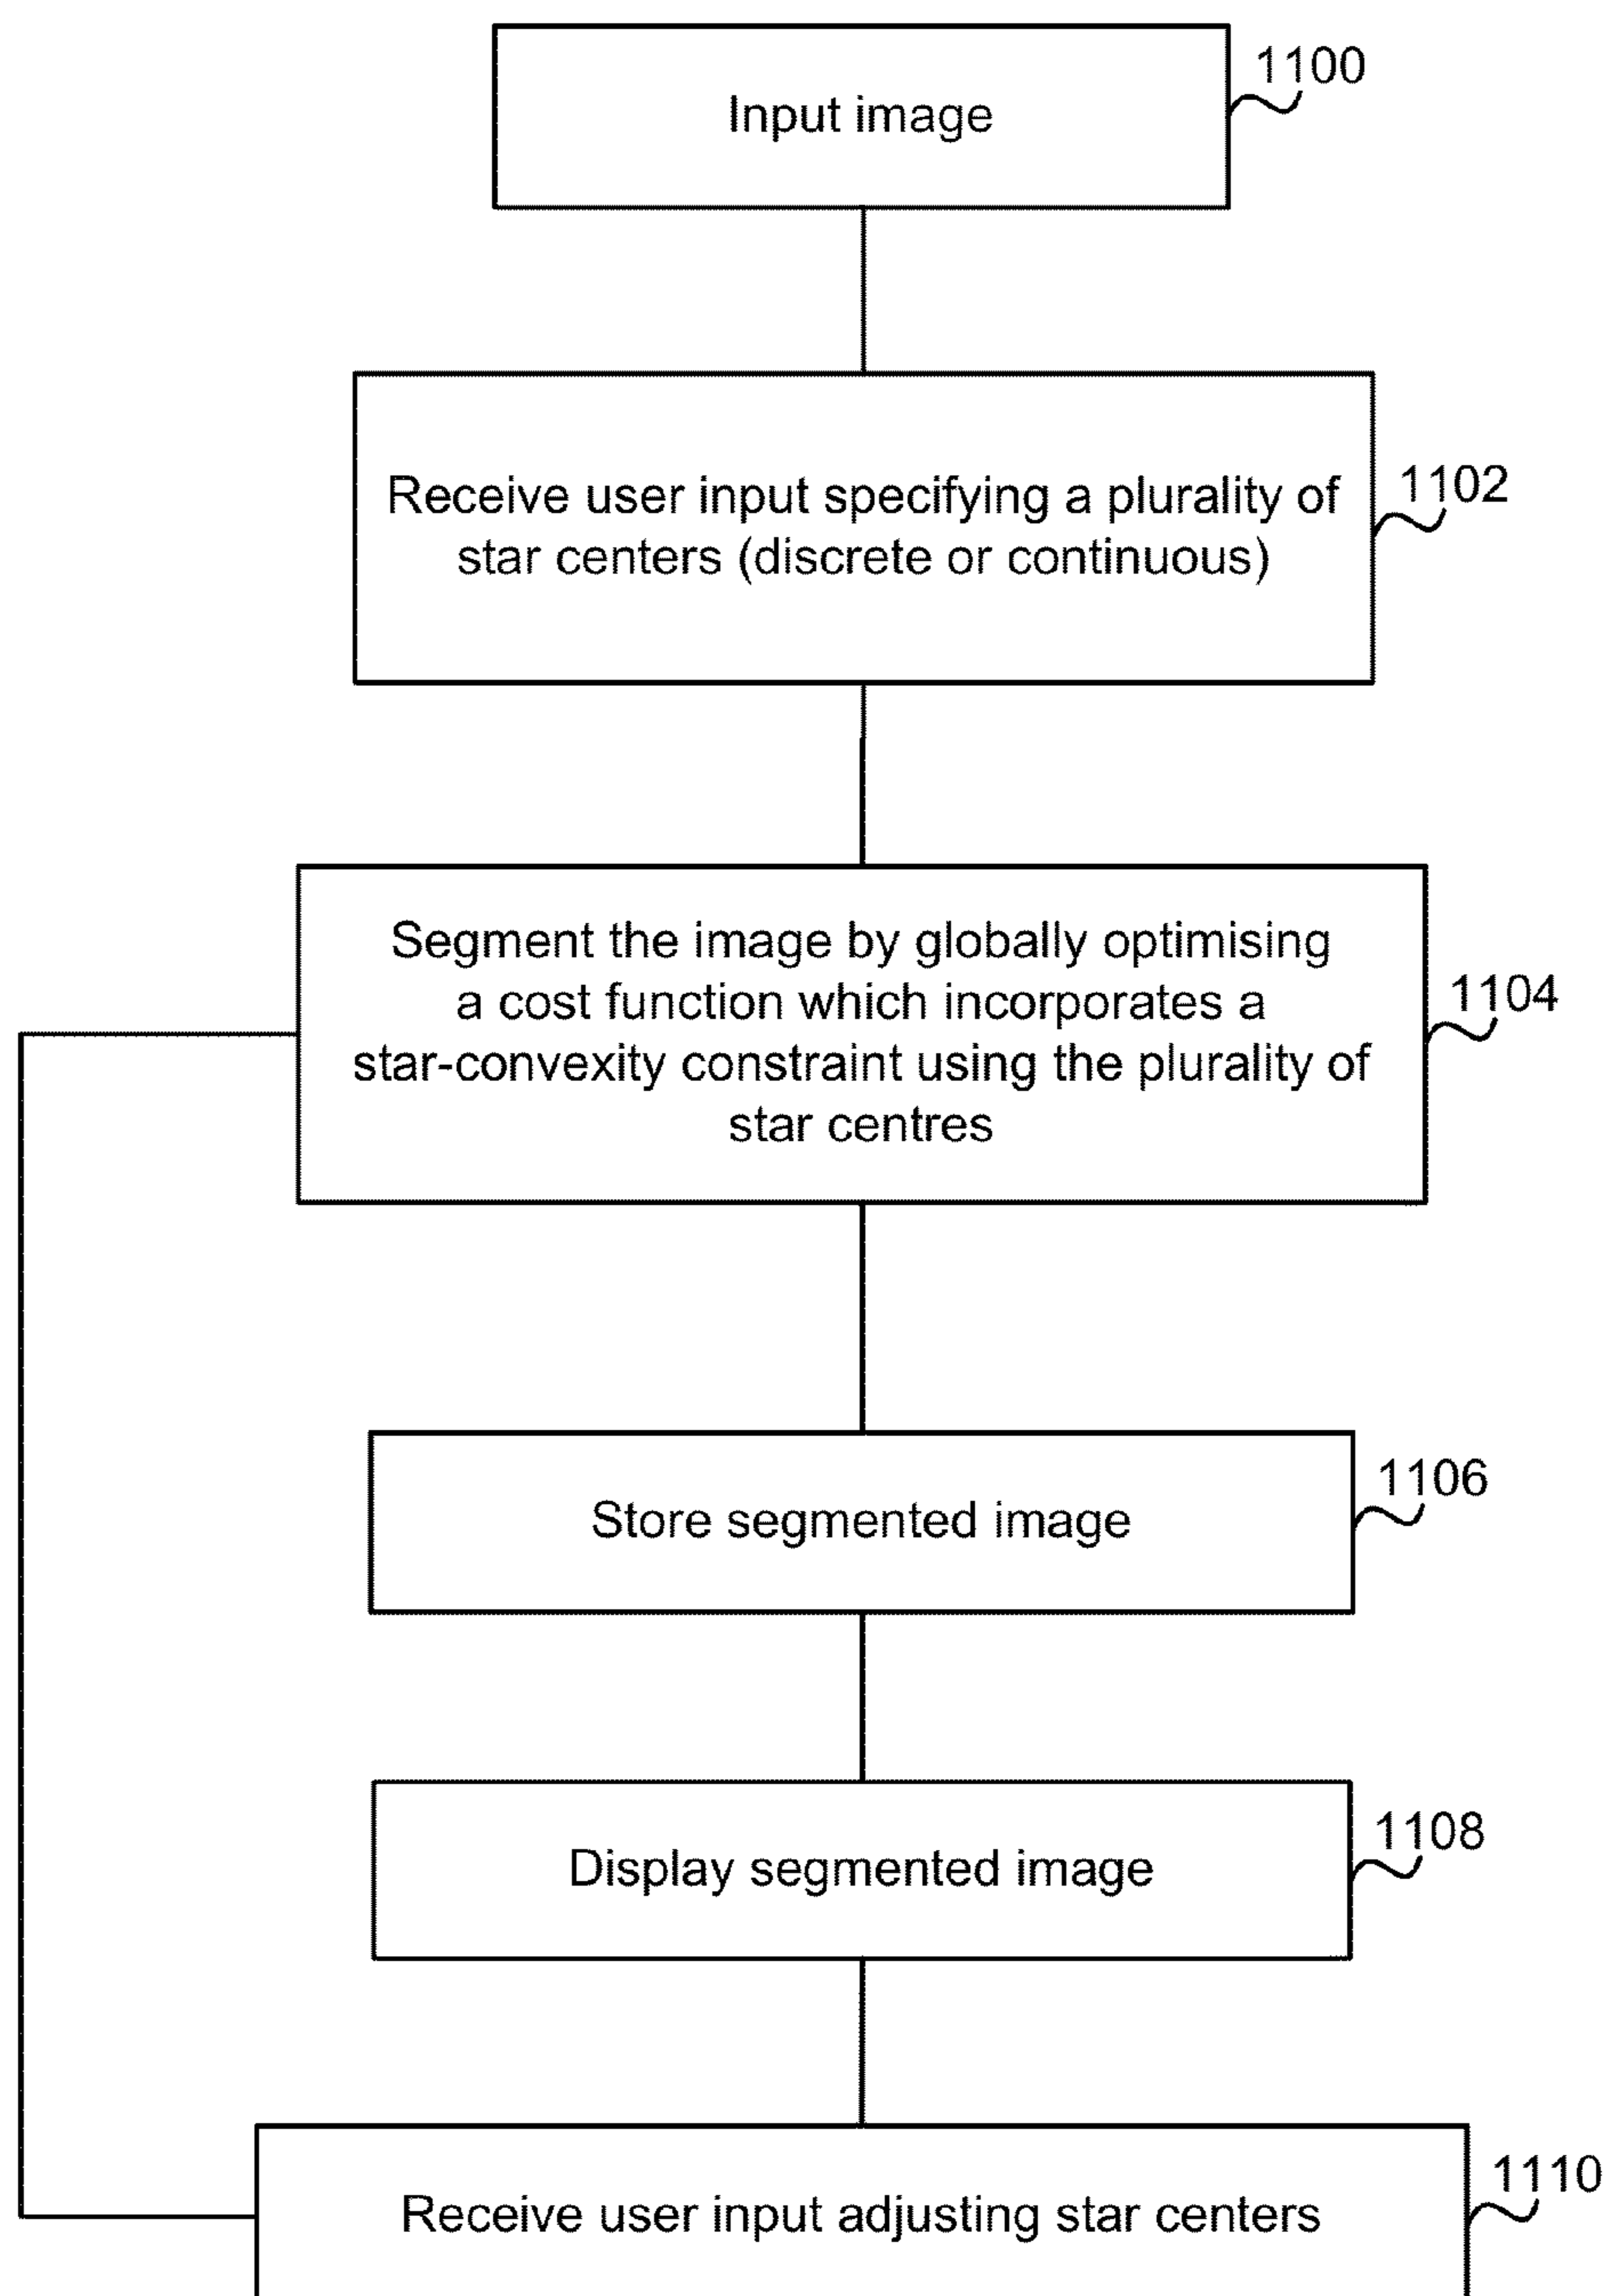 Input image
1100
Receive user input specifying a plurality of
star centers (discrete or continuous)
1102
Segment the image by globally optimising
a cost function which incorporates a
star-convexity constraint using the plurality of
star centres
1104
Store segmented image
1106
Display segmented image
1108
Receive user input adjusting star centers
1110